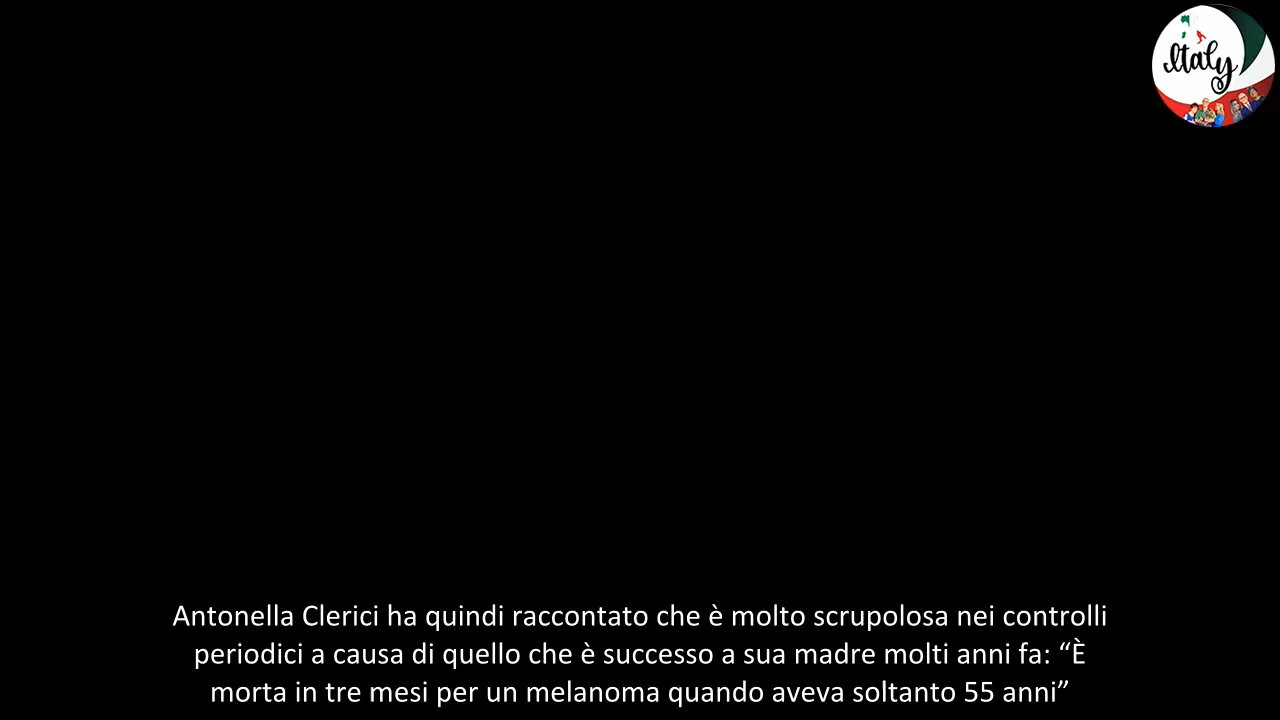 Italy
Antonella Clerici ha quindi raccontato che è molto scrupolosa nei controlli
periodici a causa di quello che è successo a sua madre molti anni fa: “È
morta in tre mesi per un melanoma quando aveva soltanto 55 anni”